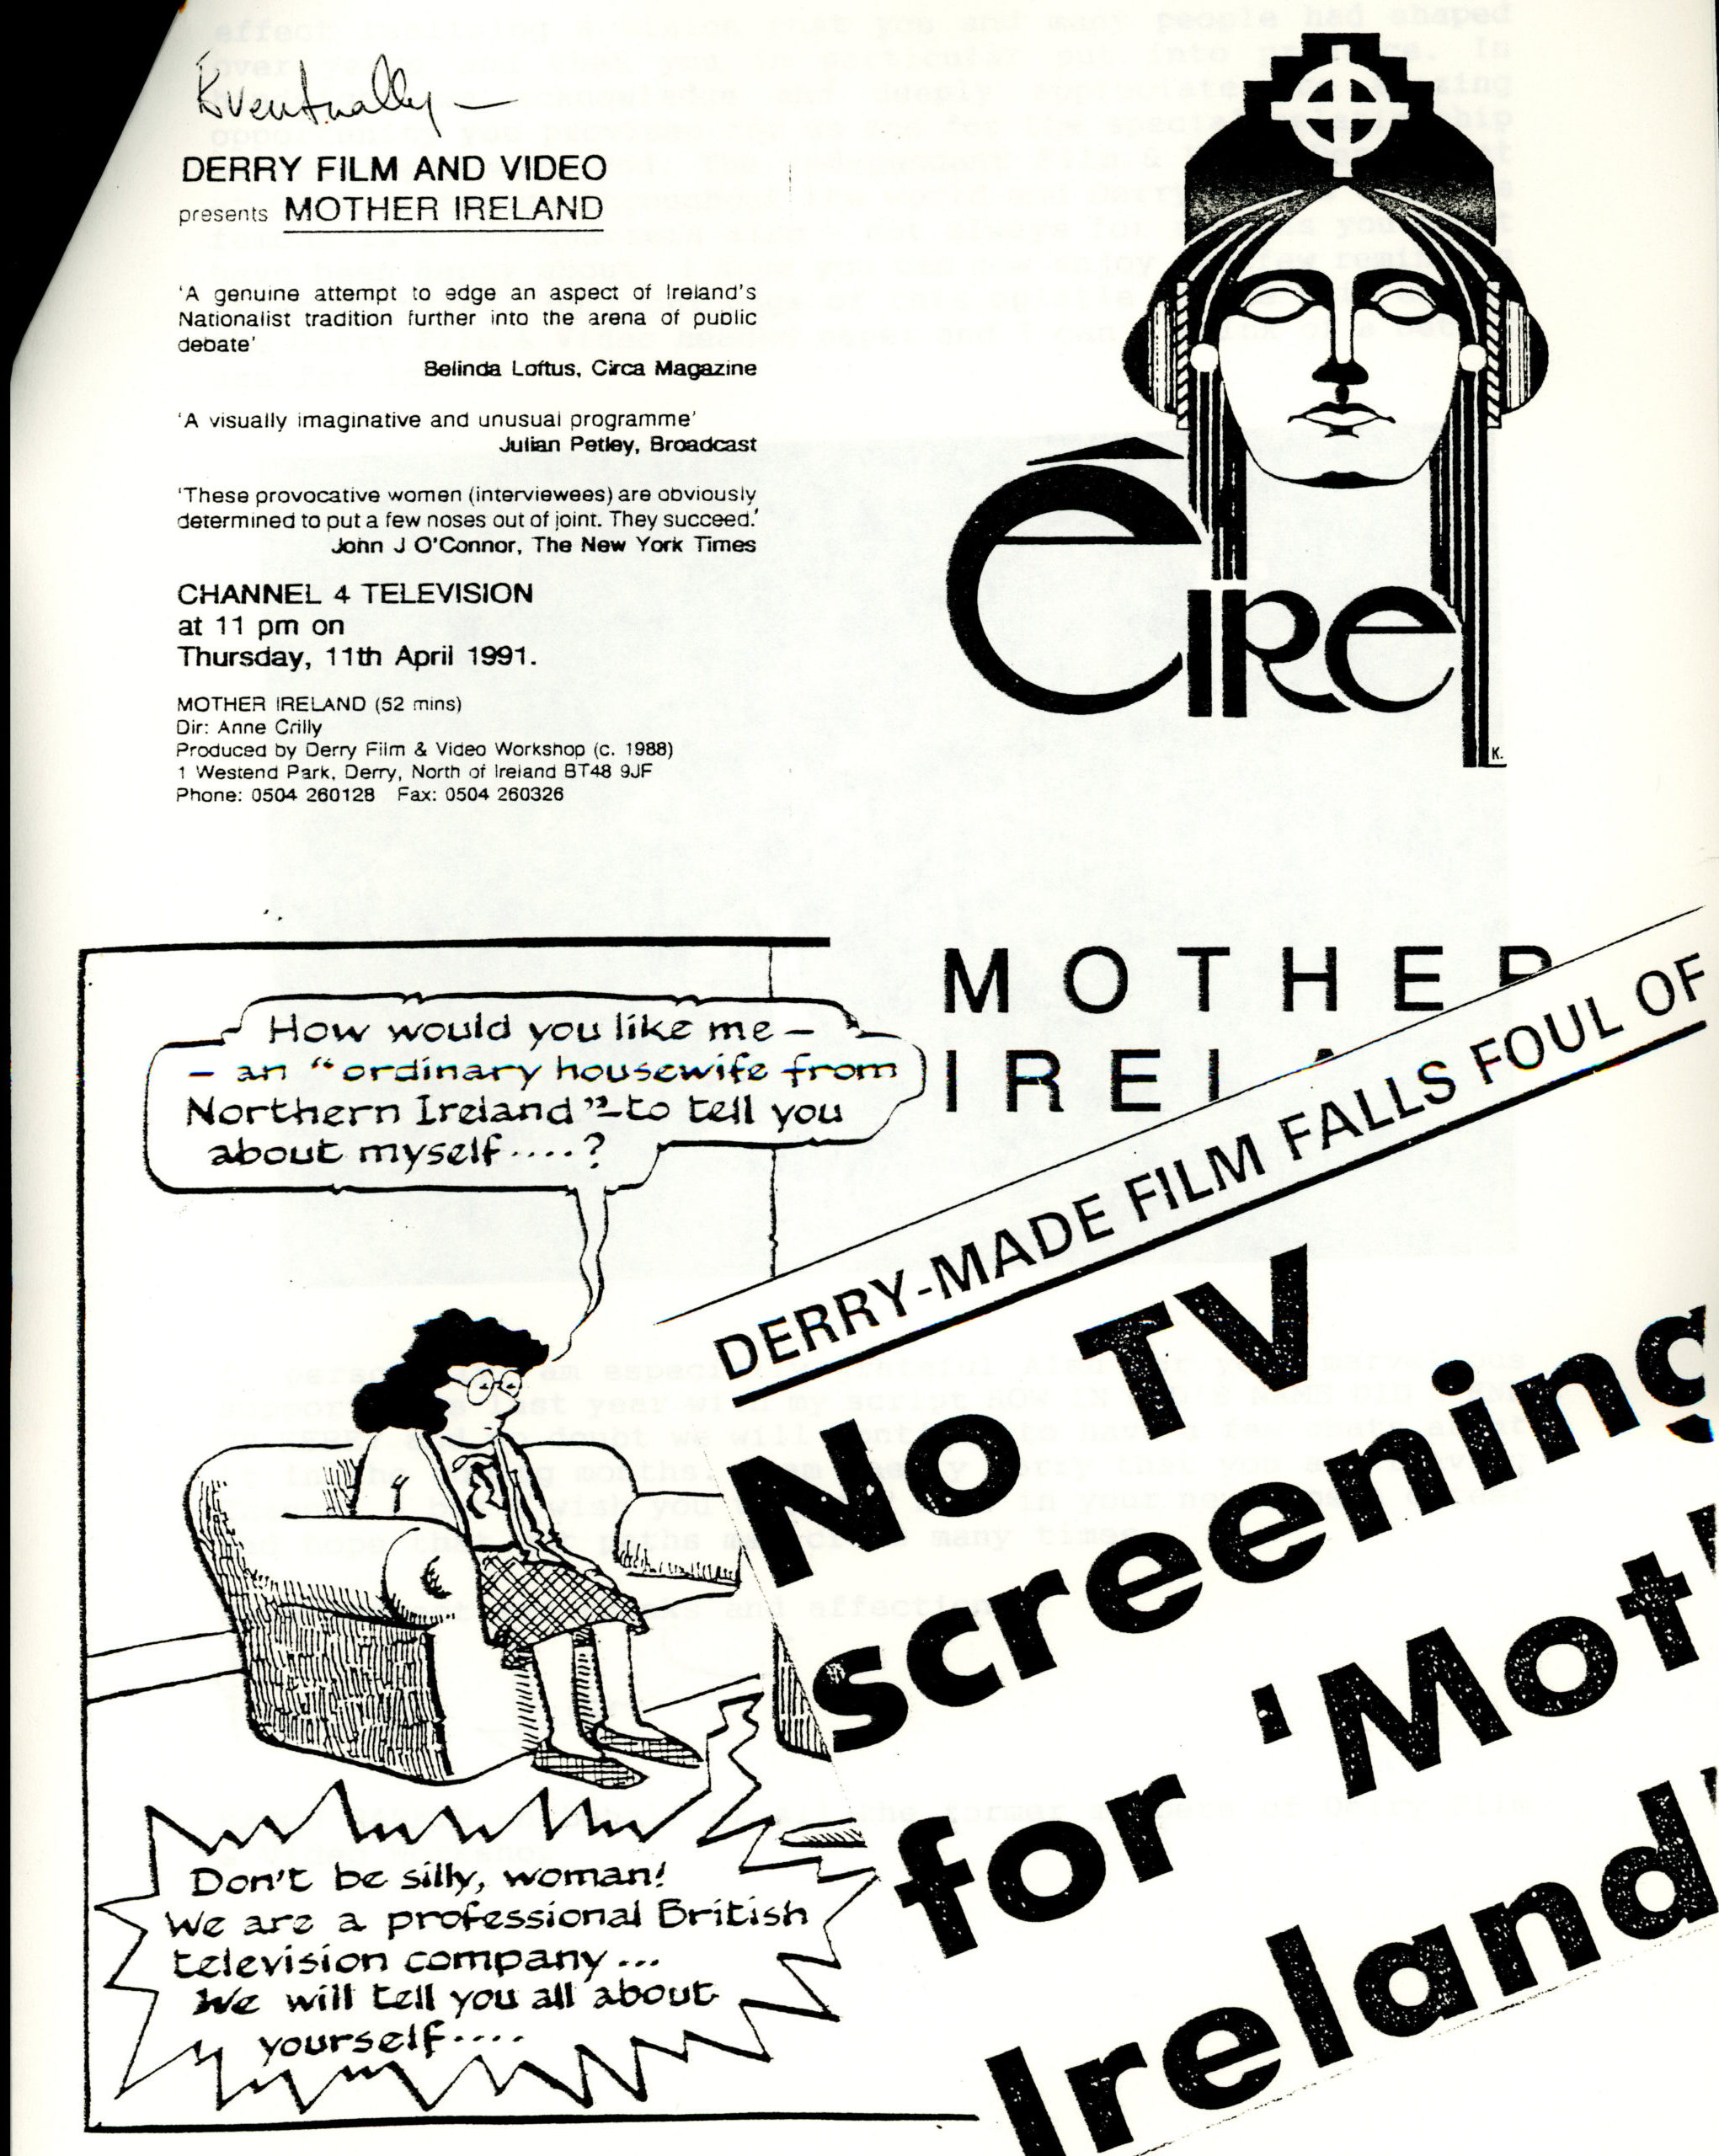 Eventually —
DERRY FILM AND VIDEO
presents MOTHER IRELAND
'A genuine attempt to edge an aspect of Ireland's
Nationalist tradition further into the arena of public
debate'
Belinda Loftus, Circa Magazine
'A visually imaginative and unusual programme'
Julian Petley, Broadcast
'These provocative women (interviewees) are obviously
determined to put a few noses out of joint. They succeed.'
John J O'Connor, The New York Times
CHANNEL 4 TELEVISION
at 11 pm on
Thursday, 11th April 1991.
MOTHER IRELAND (52 mins)
Dir: Anne Crilly
Produced by Derry Film & Video Workshop (c. 1988)
1 Westend Park, Derry, North of Ireland BT48 9JF
Phone: 0504 260128 Fax: 0504 260326
Éire
K.
MOTHER
IRELA
How would you like me –
– an "ordinary housewife from
Northern Ireland" – to tell you
about myself....?
DERRY-MADE FILM FALLS FOUL OF
No TV
screening
for 'Mot
Ireland'
Don't be silly, woman!
We are a professional British
television company ...
We will tell you all about
yourself....